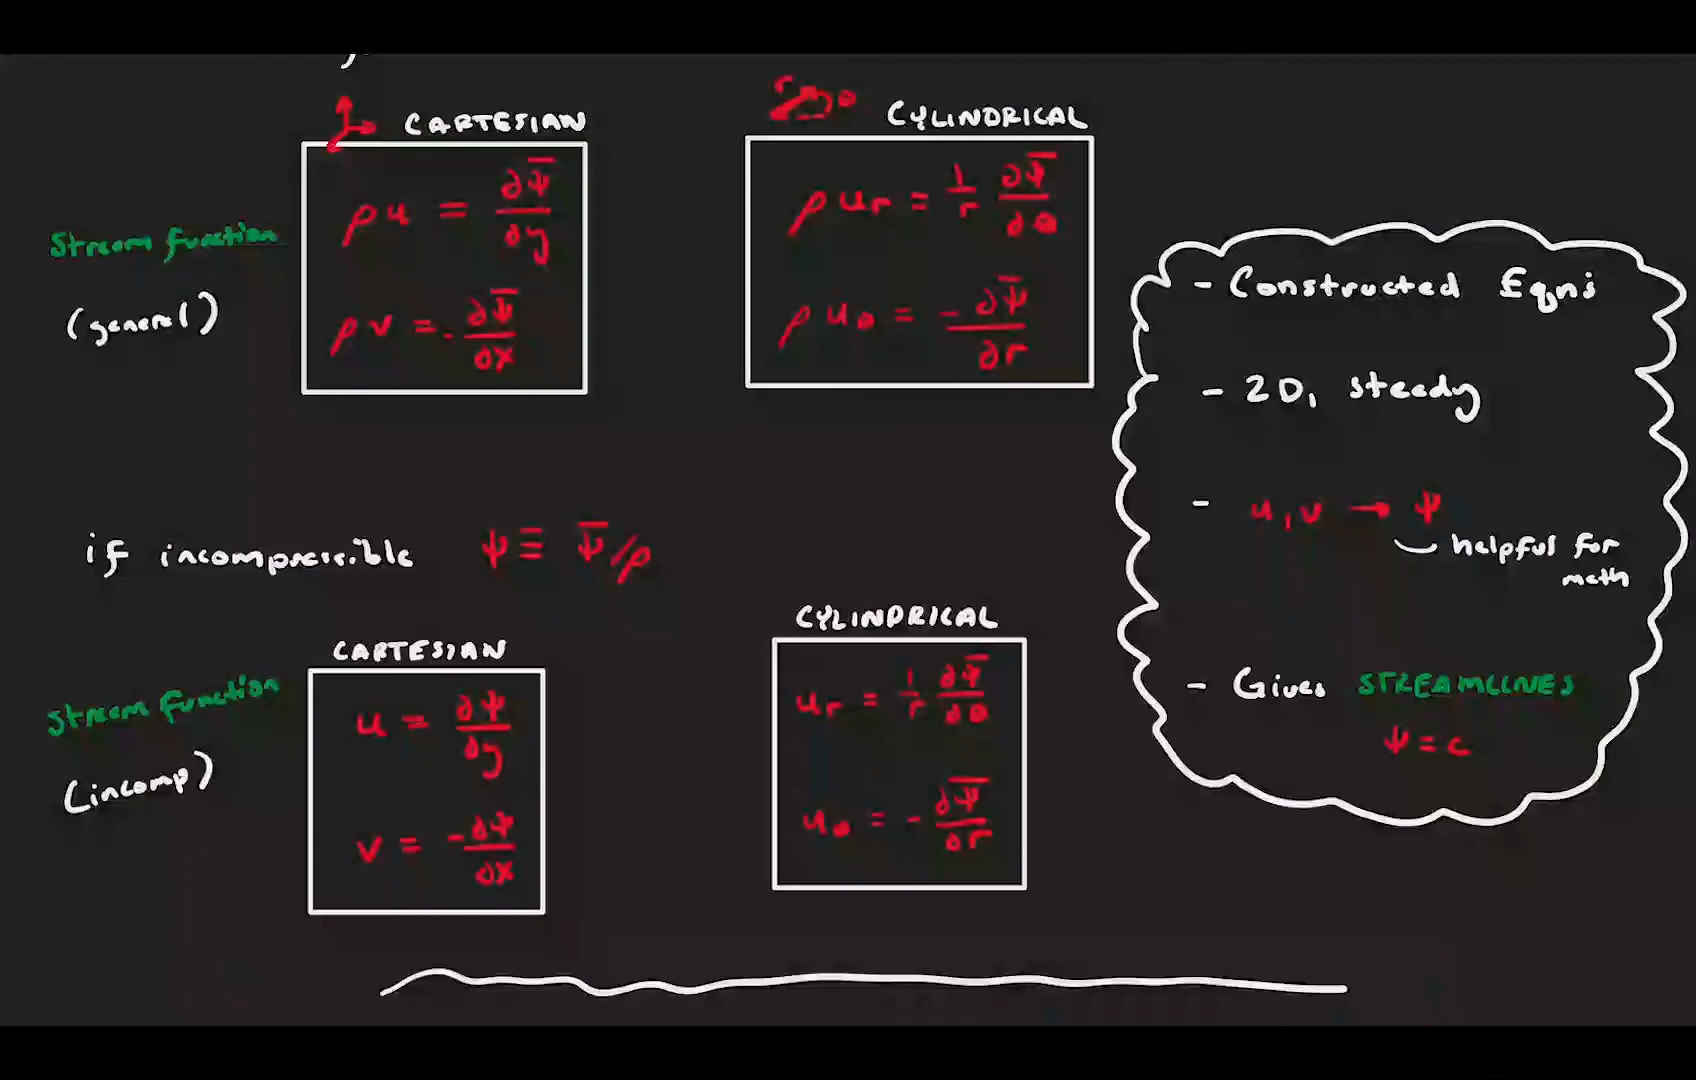 CARTESIAN
ρu = ∂Ψ̅/∂y
ρv = -∂Ψ̅/∂x
CYLINDRICAL
ρu_r = 1/r ∂Ψ̅/∂θ
ρu_θ = -∂Ψ̅/∂r
Stream function
(general)
if incompressible ψ ≡ Ψ̅/ρ
Stream function
(incomp)
CARTESIAN
u = ∂ψ/∂y
v = -∂ψ/∂x
CYLINDRICAL
u_r = 1/r ∂Ψ̅/∂θ
u_θ = -∂Ψ̅/∂r
- Constructed Eqns
- 2D, steady
- u, v → ψ
helpful for
math
- Gives STREAMLINES
ψ = c